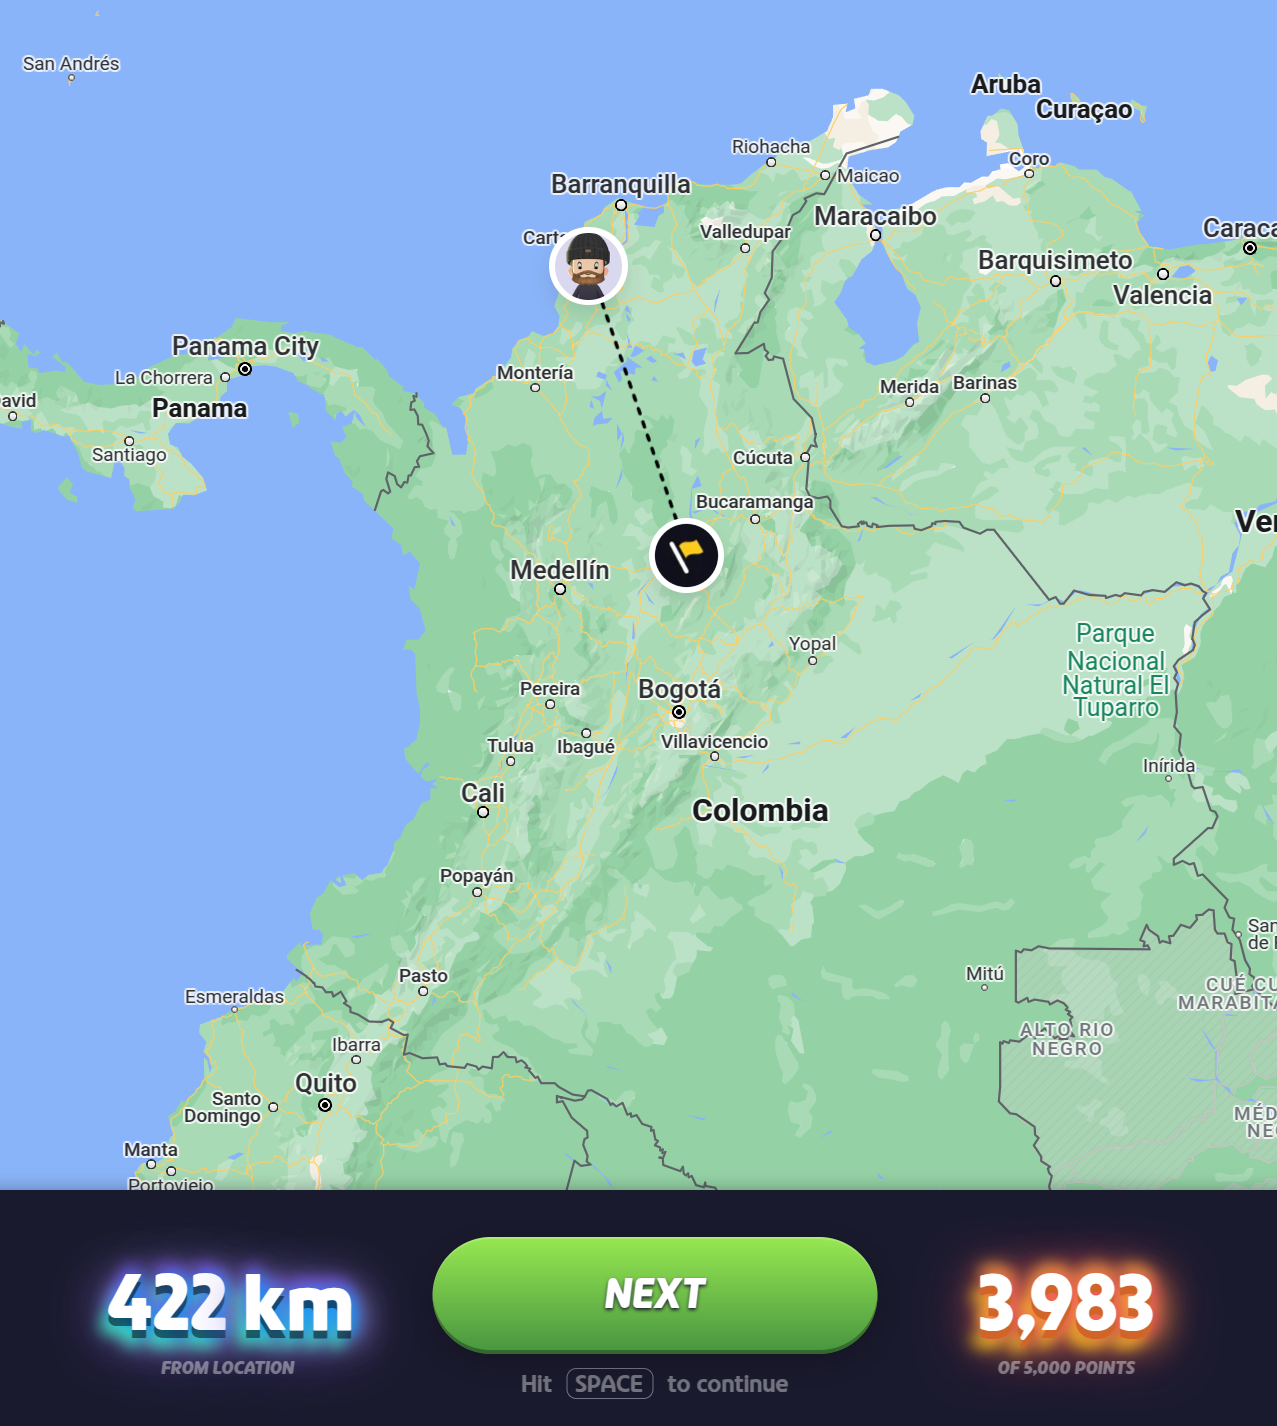 San Andrés
Aruba
Curaçao
Riohacha
Coro
Maicao
Barranquilla
Maracaibo
Valledupar
Caraca
Cart
Barquisimeto
Valencia
Panama City
Montería
La Chorrera
Merida
Barinas
avid
Panama
Santiago
Cúcuta
Bucaramanga
Ver
Medellín
Parque
Nacional
Natural El
Tuparro
Yopal
Pereira
Bogotá
Tulua
Ibagué
Villavicencio
Inírida
Cali
Colombia
Popayán
San
de F
Pasto
Mitú
CUÉ CU
MARABITA
Esmeraldas
ALTO RIO
NEGRO
Ibarra
Quito
Santo
Domingo
MÉD
NEG
Manta
Portoviejo
422 km
FROM LOCATION
NEXT
Hit SPACE to continue
3,983
OF 5,000 POINTS